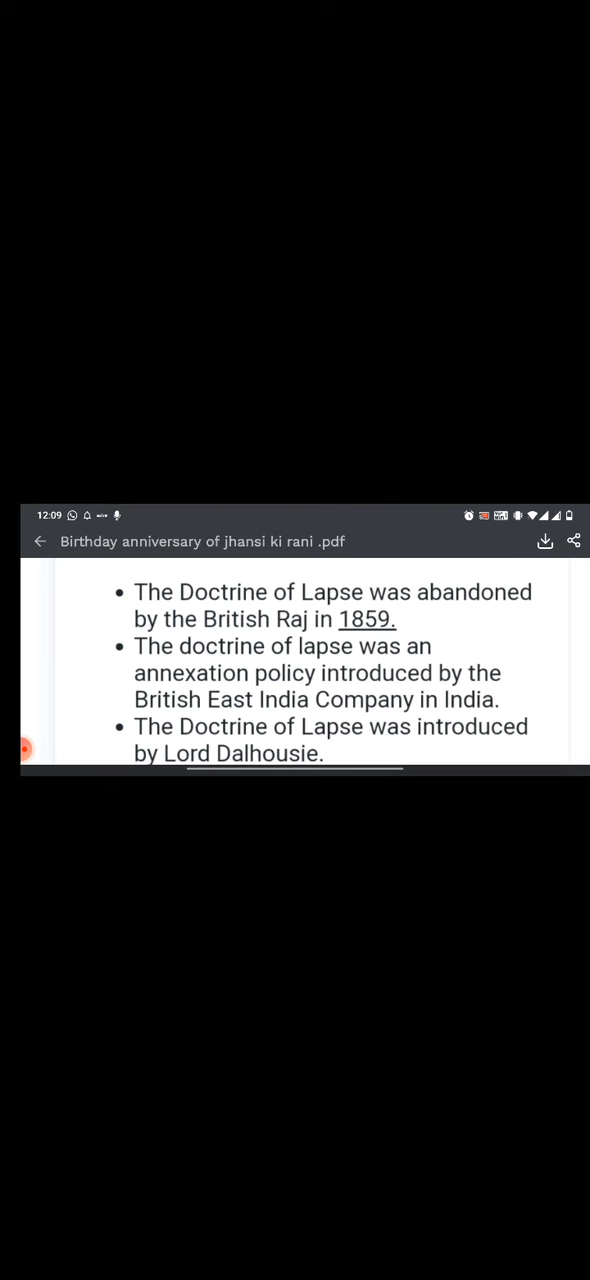 12:09
Birthday anniversary of jhansi ki rani .pdf
• The Doctrine of Lapse was abandoned
by the British Raj in 1859.
• The doctrine of lapse was an
annexation policy introduced by the
British East India Company in India.
• The Doctrine of Lapse was introduced
by Lord Dalhousie.